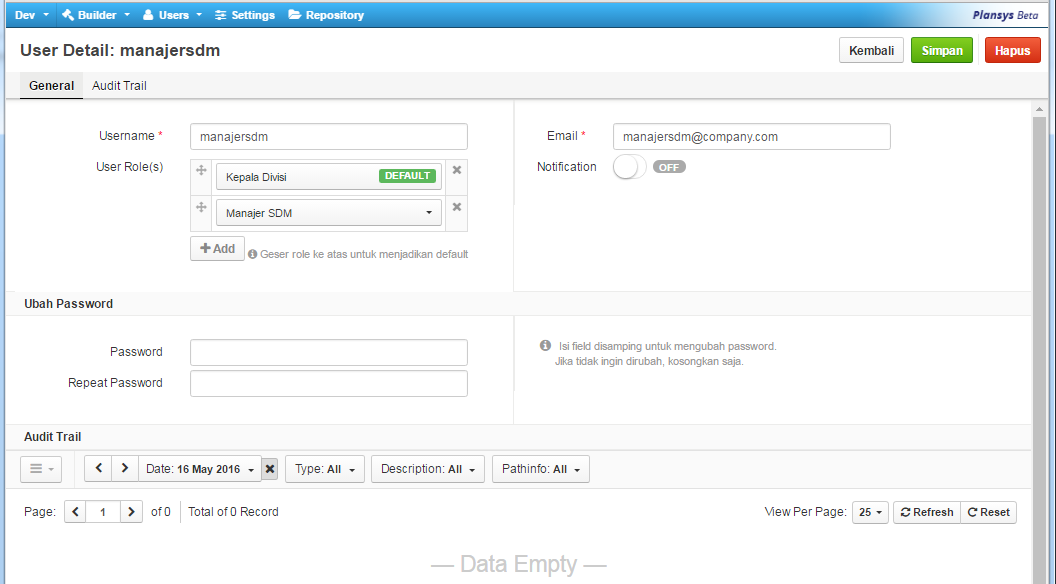 Dev Builder Users Settings Repository Plansys Beta
User Detail: manajersdm Kembali Simpan Hapus
General Audit Trail
Username * manajersdm Email * manajersdm@company.com
User Role(s) Kepala Divisi DEFAULT Notification OFF
Manajer SDM
Add Geser role ke atas untuk menjadikan default
Ubah Password
Password Isi field disamping untuk mengubah password.
Jika tidak ingin dirubah, kosongkan saja.
Repeat Password
Audit Trail
Date: 16 May 2016 Type: All Description: All Pathinfo: All
Page: 1 of 0 Total of 0 Record View Per Page: 25 Refresh Reset
— Data Empty —